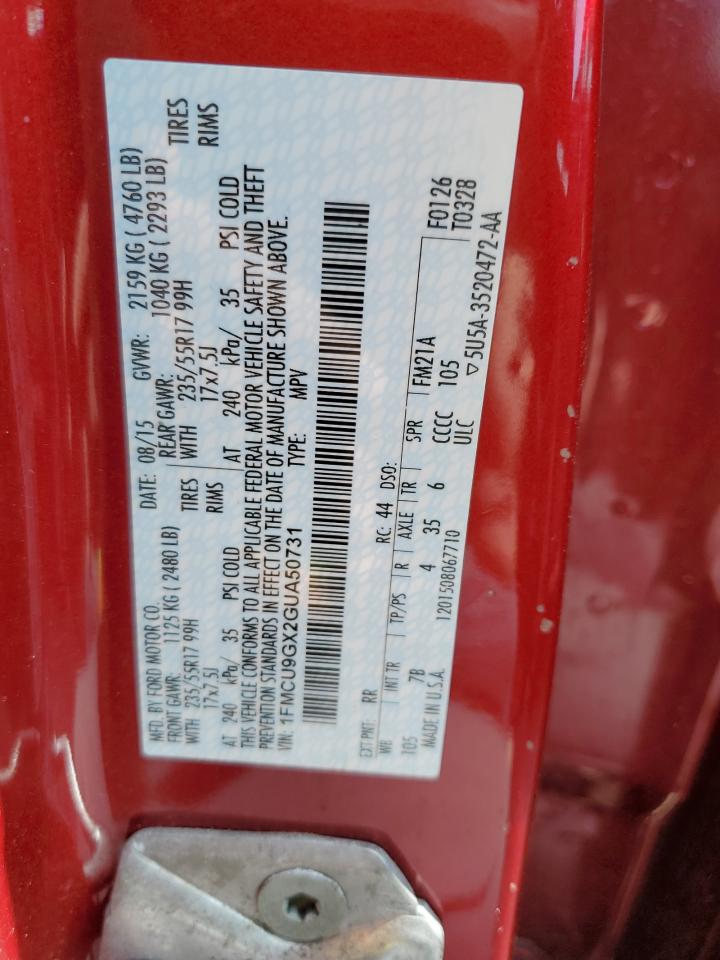 MFD. BY FORD MOTOR CO. DATE: 08/15 GVWR: 2159 KG ( 4760 LB)
FRONT GAWR: 1125 KG ( 2480 LB) REAR GAWR: 1040 KG ( 2293 LB)
WITH 235/55R17 99H TIRES WITH 235/55R17 99H TIRES
17x7.5J RIMS 17x7.5J RIMS
AT 240 kPa/ 35 PSI COLD AT 240 kPa/ 35 PSI COLD
THIS VEHICLE CONFORMS TO ALL APPLICABLE FEDERAL MOTOR VEHICLE SAFETY AND THEFT
PREVENTION STANDARDS IN EFFECT ON THE DATE OF MANUFACTURE SHOWN ABOVE.
VIN: 1FMCU9GX2GUA50731 TYPE: MPV
EXT PNT: RR RC: 44 DSO: F0126
WB INT TR TP/PS R AXLE TR SPR FM21A T0328
105 7B 4 35 6 CCCC 105
MADE IN U.S.A. 1201508067710 ULC ▽5U5A-3520472-AA